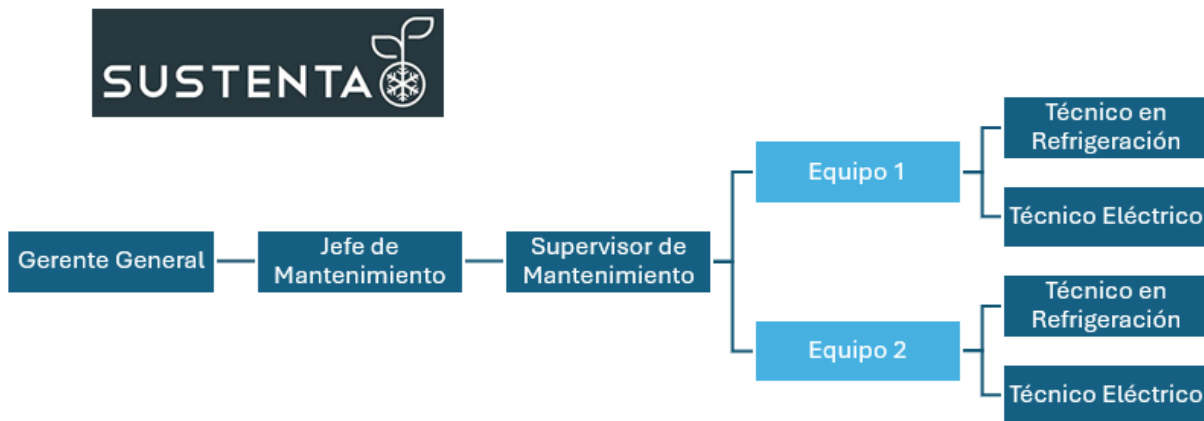 SUSTENTA
Gerente General
Jefe de
Mantenimiento
Supervisor de
Mantenimiento
Equipo 1
Técnico en
Refrigeración
Técnico Eléctrico
Equipo 2
Técnico en
Refrigeración
Técnico Eléctrico